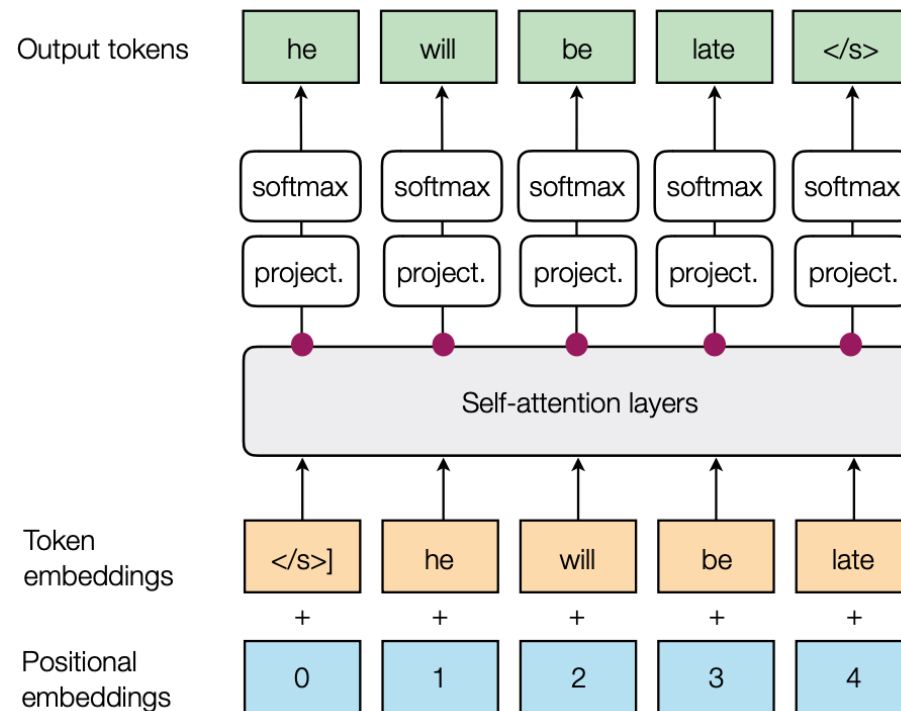 Output tokens he will be late </s>
softmax softmax softmax softmax softmax
project. project. project. project. project.
Self-attention layers
Token
embeddings
</s>] he will be late
+ + + + +
Positional
embeddings
0 1 2 3 4